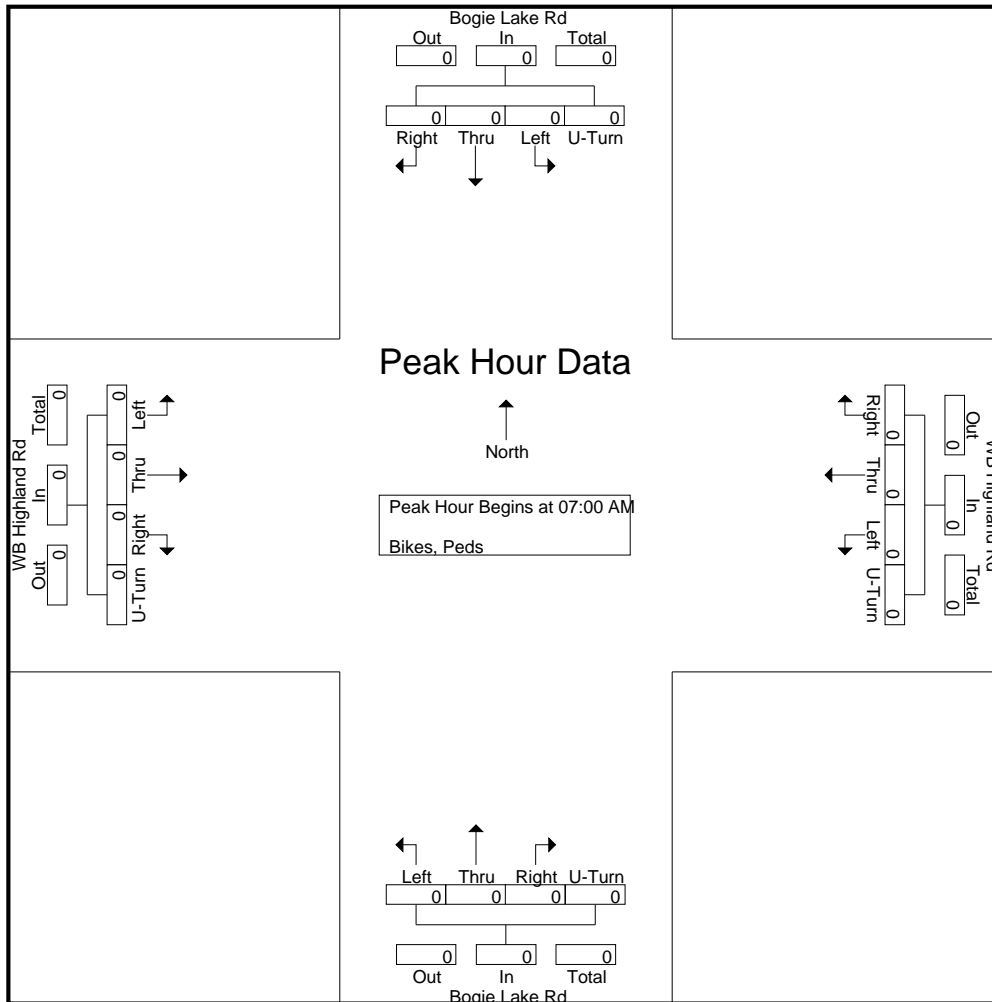 Bogie Lake Rd
Out In Total
0 0 0
0 0 0 0
Right Thru Left U-Turn
Peak Hour Data
North
Peak Hour Begins at 07:00 AM
Bikes, Peds
WB Highland Rd
Total In Out
0 0 0
0 0 0 0
Left Thru Right U-Turn
Right Thru Left U-Turn
0 0 0 0
0 0 0
Out In Total
WB Highland Rd
Left Thru Right U-Turn
0 0 0 0
0 0 0
Out In Total
Bogie Lake Rd